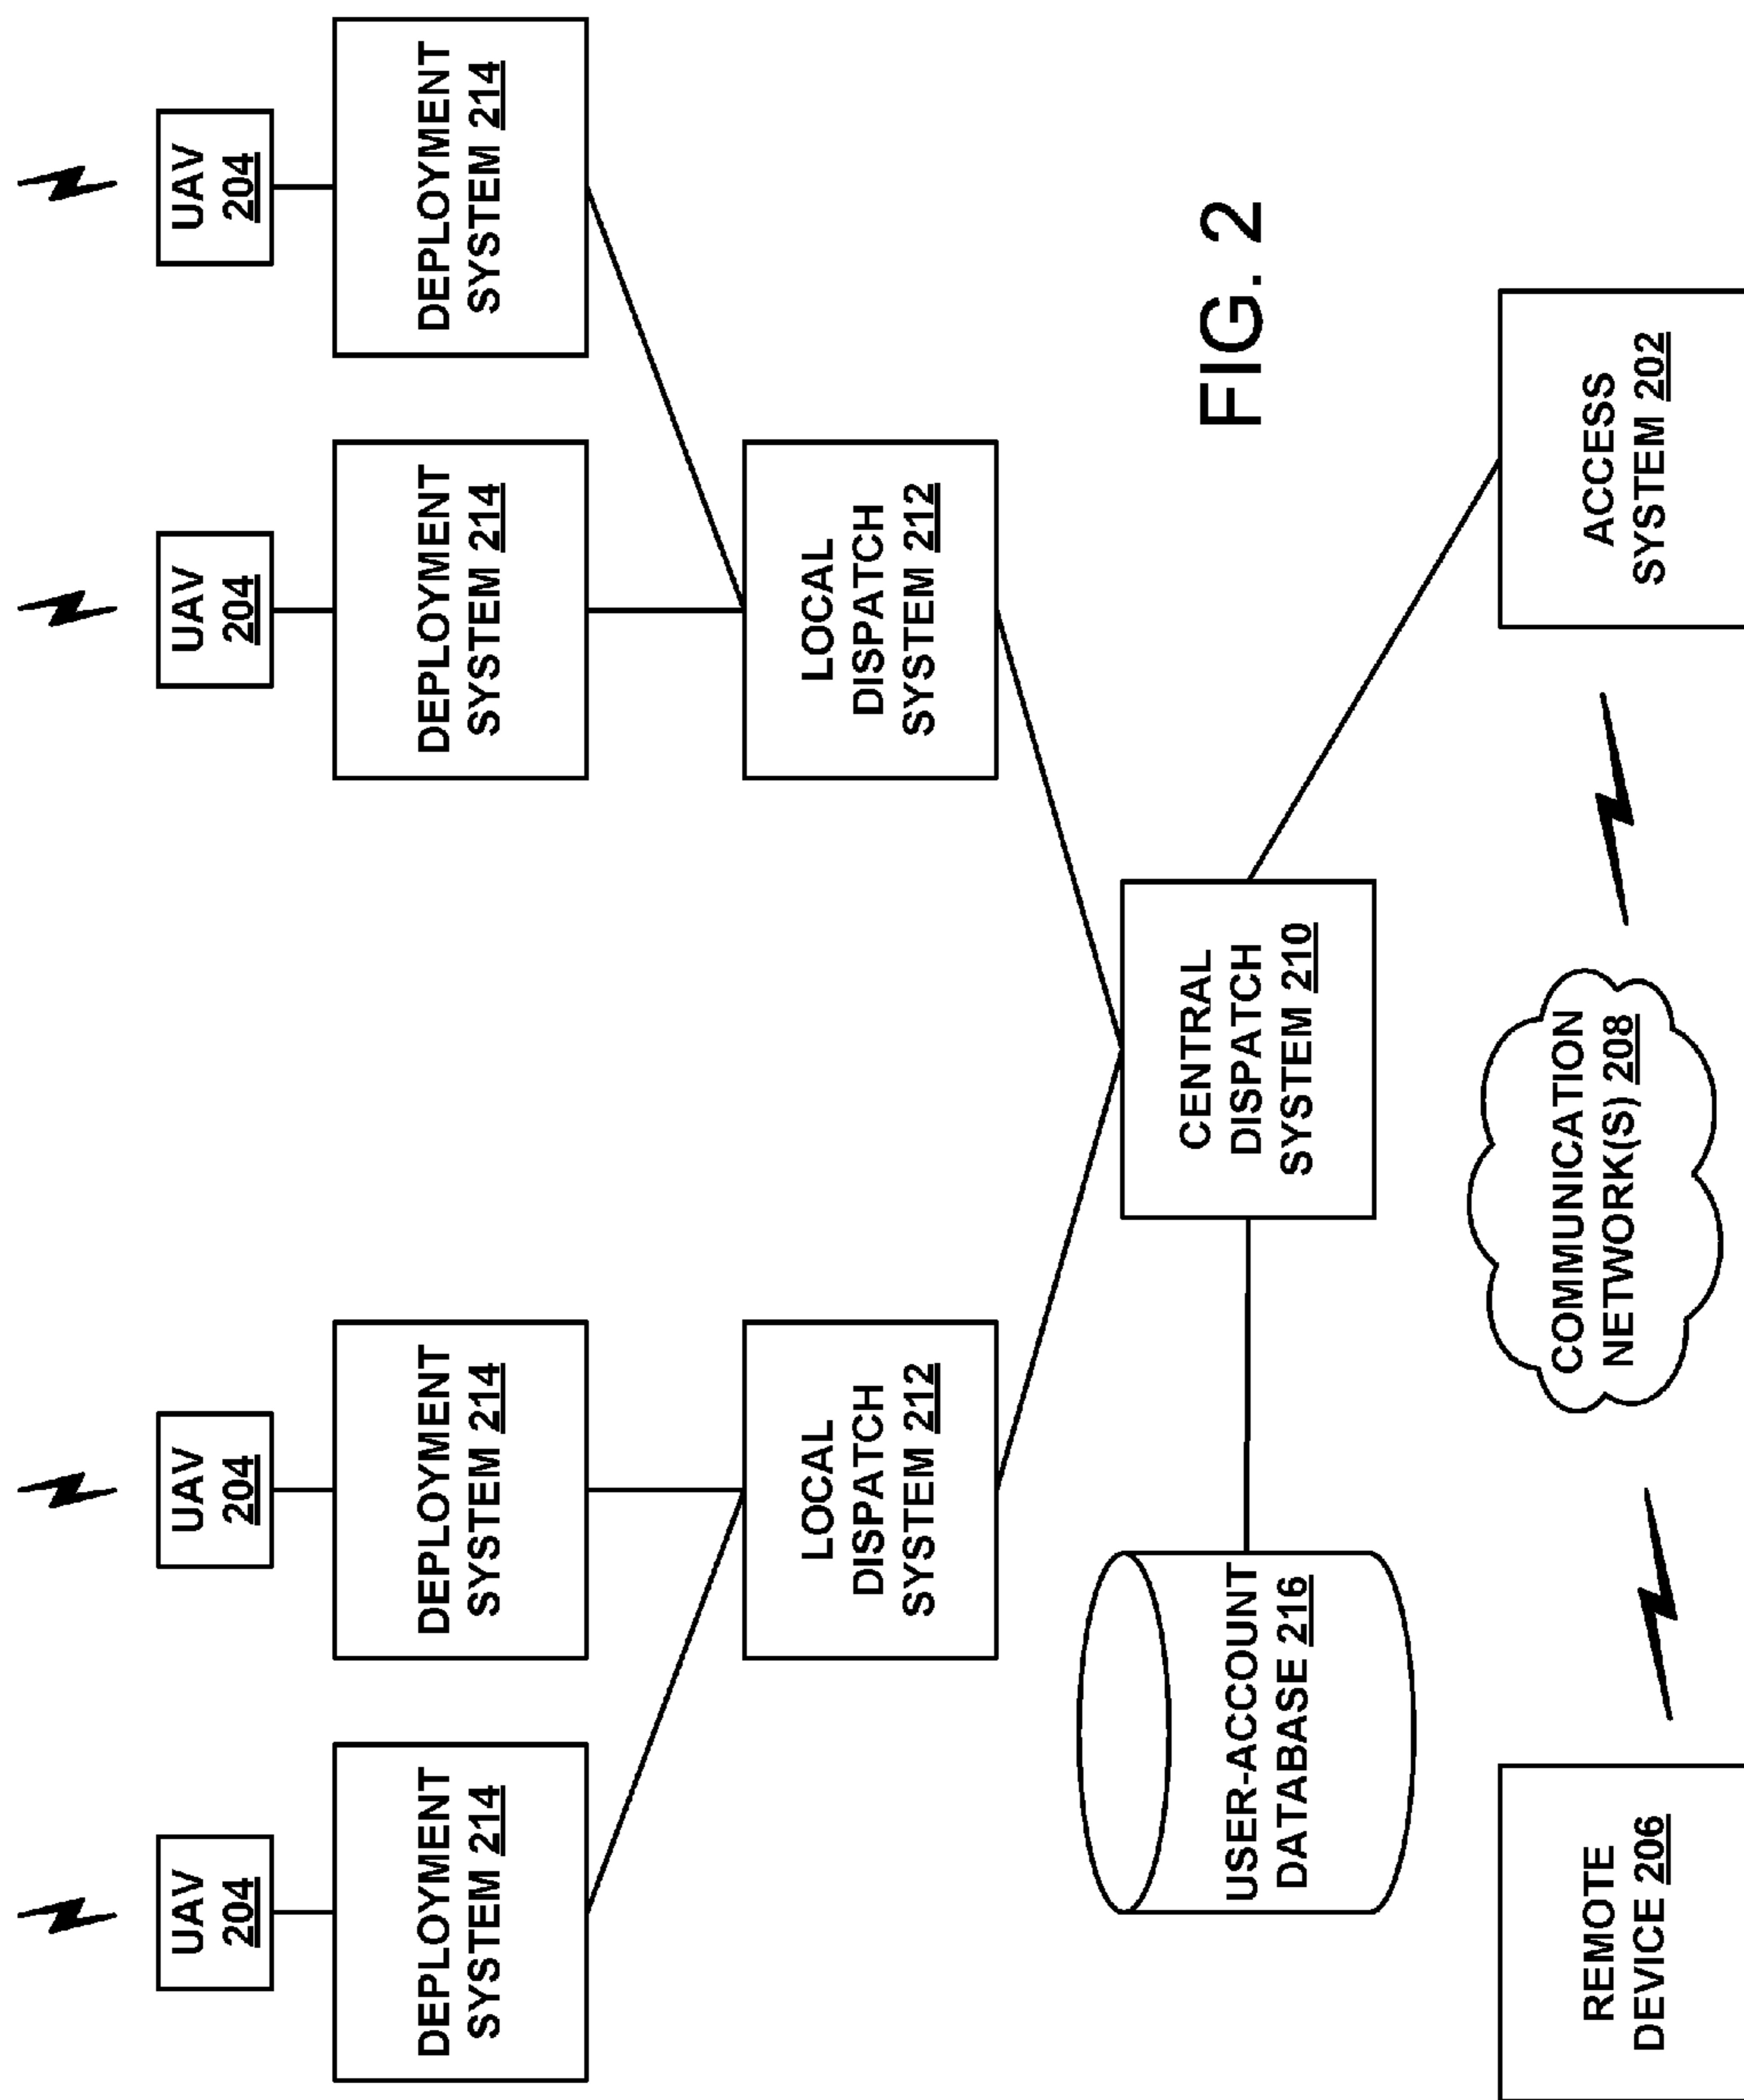 UAV
204
UAV
204
UAV
204
UAV
204
DEPLOYMENT
SYSTEM 214
DEPLOYMENT
SYSTEM 214
DEPLOYMENT
SYSTEM 214
DEPLOYMENT
SYSTEM 214
LOCAL
DISPATCH
SYSTEM 212
LOCAL
DISPATCH
SYSTEM 212
USER-ACCOUNT
DATABASE 216
CENTRAL
DISPATCH
SYSTEM 210
FIG. 2
REMOTE
DEVICE 206
COMMUNICATION
NETWORK(S) 208
ACCESS
SYSTEM 202